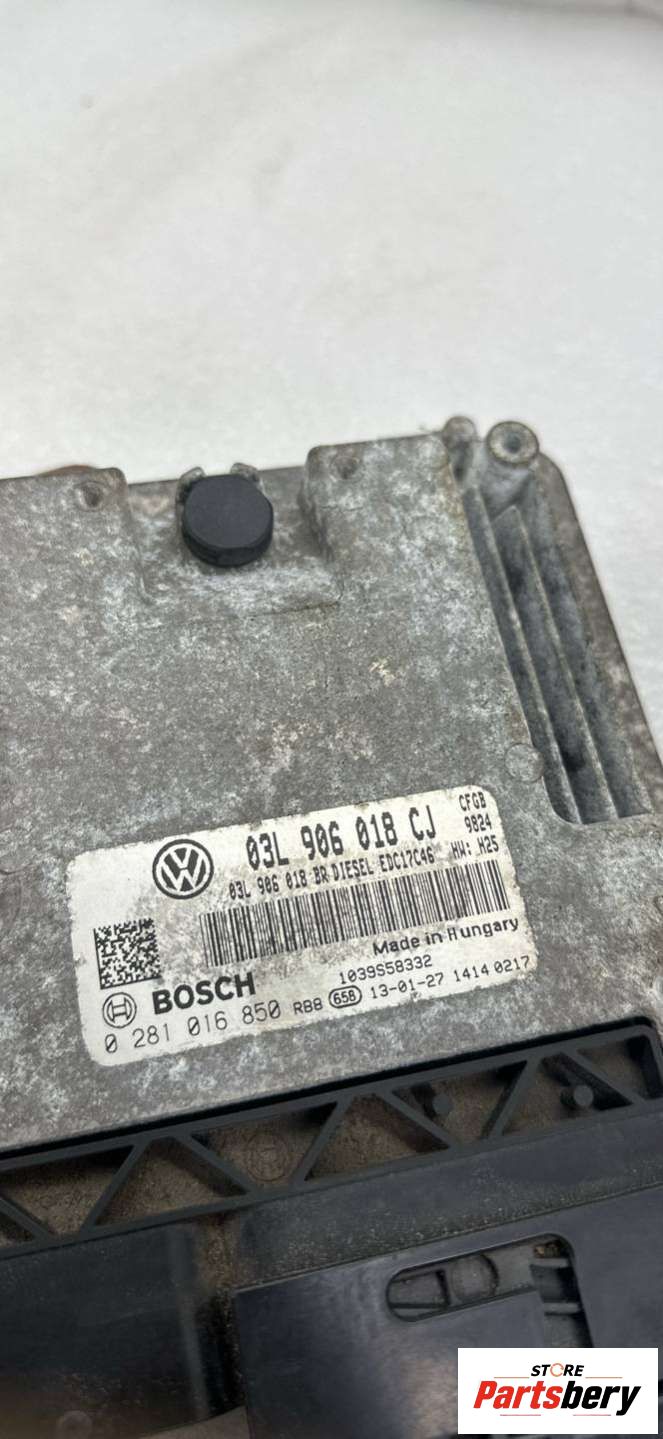 03L 906 018 CJ
CFGB
9824
03L 906 018 BR DIESEL EDC17C46 HW: H25
Made in Hungary
BOSCH
1039S58332
0 281 016 850 RB8 658 13-01-27 1414 0217
STORE
Partsbery